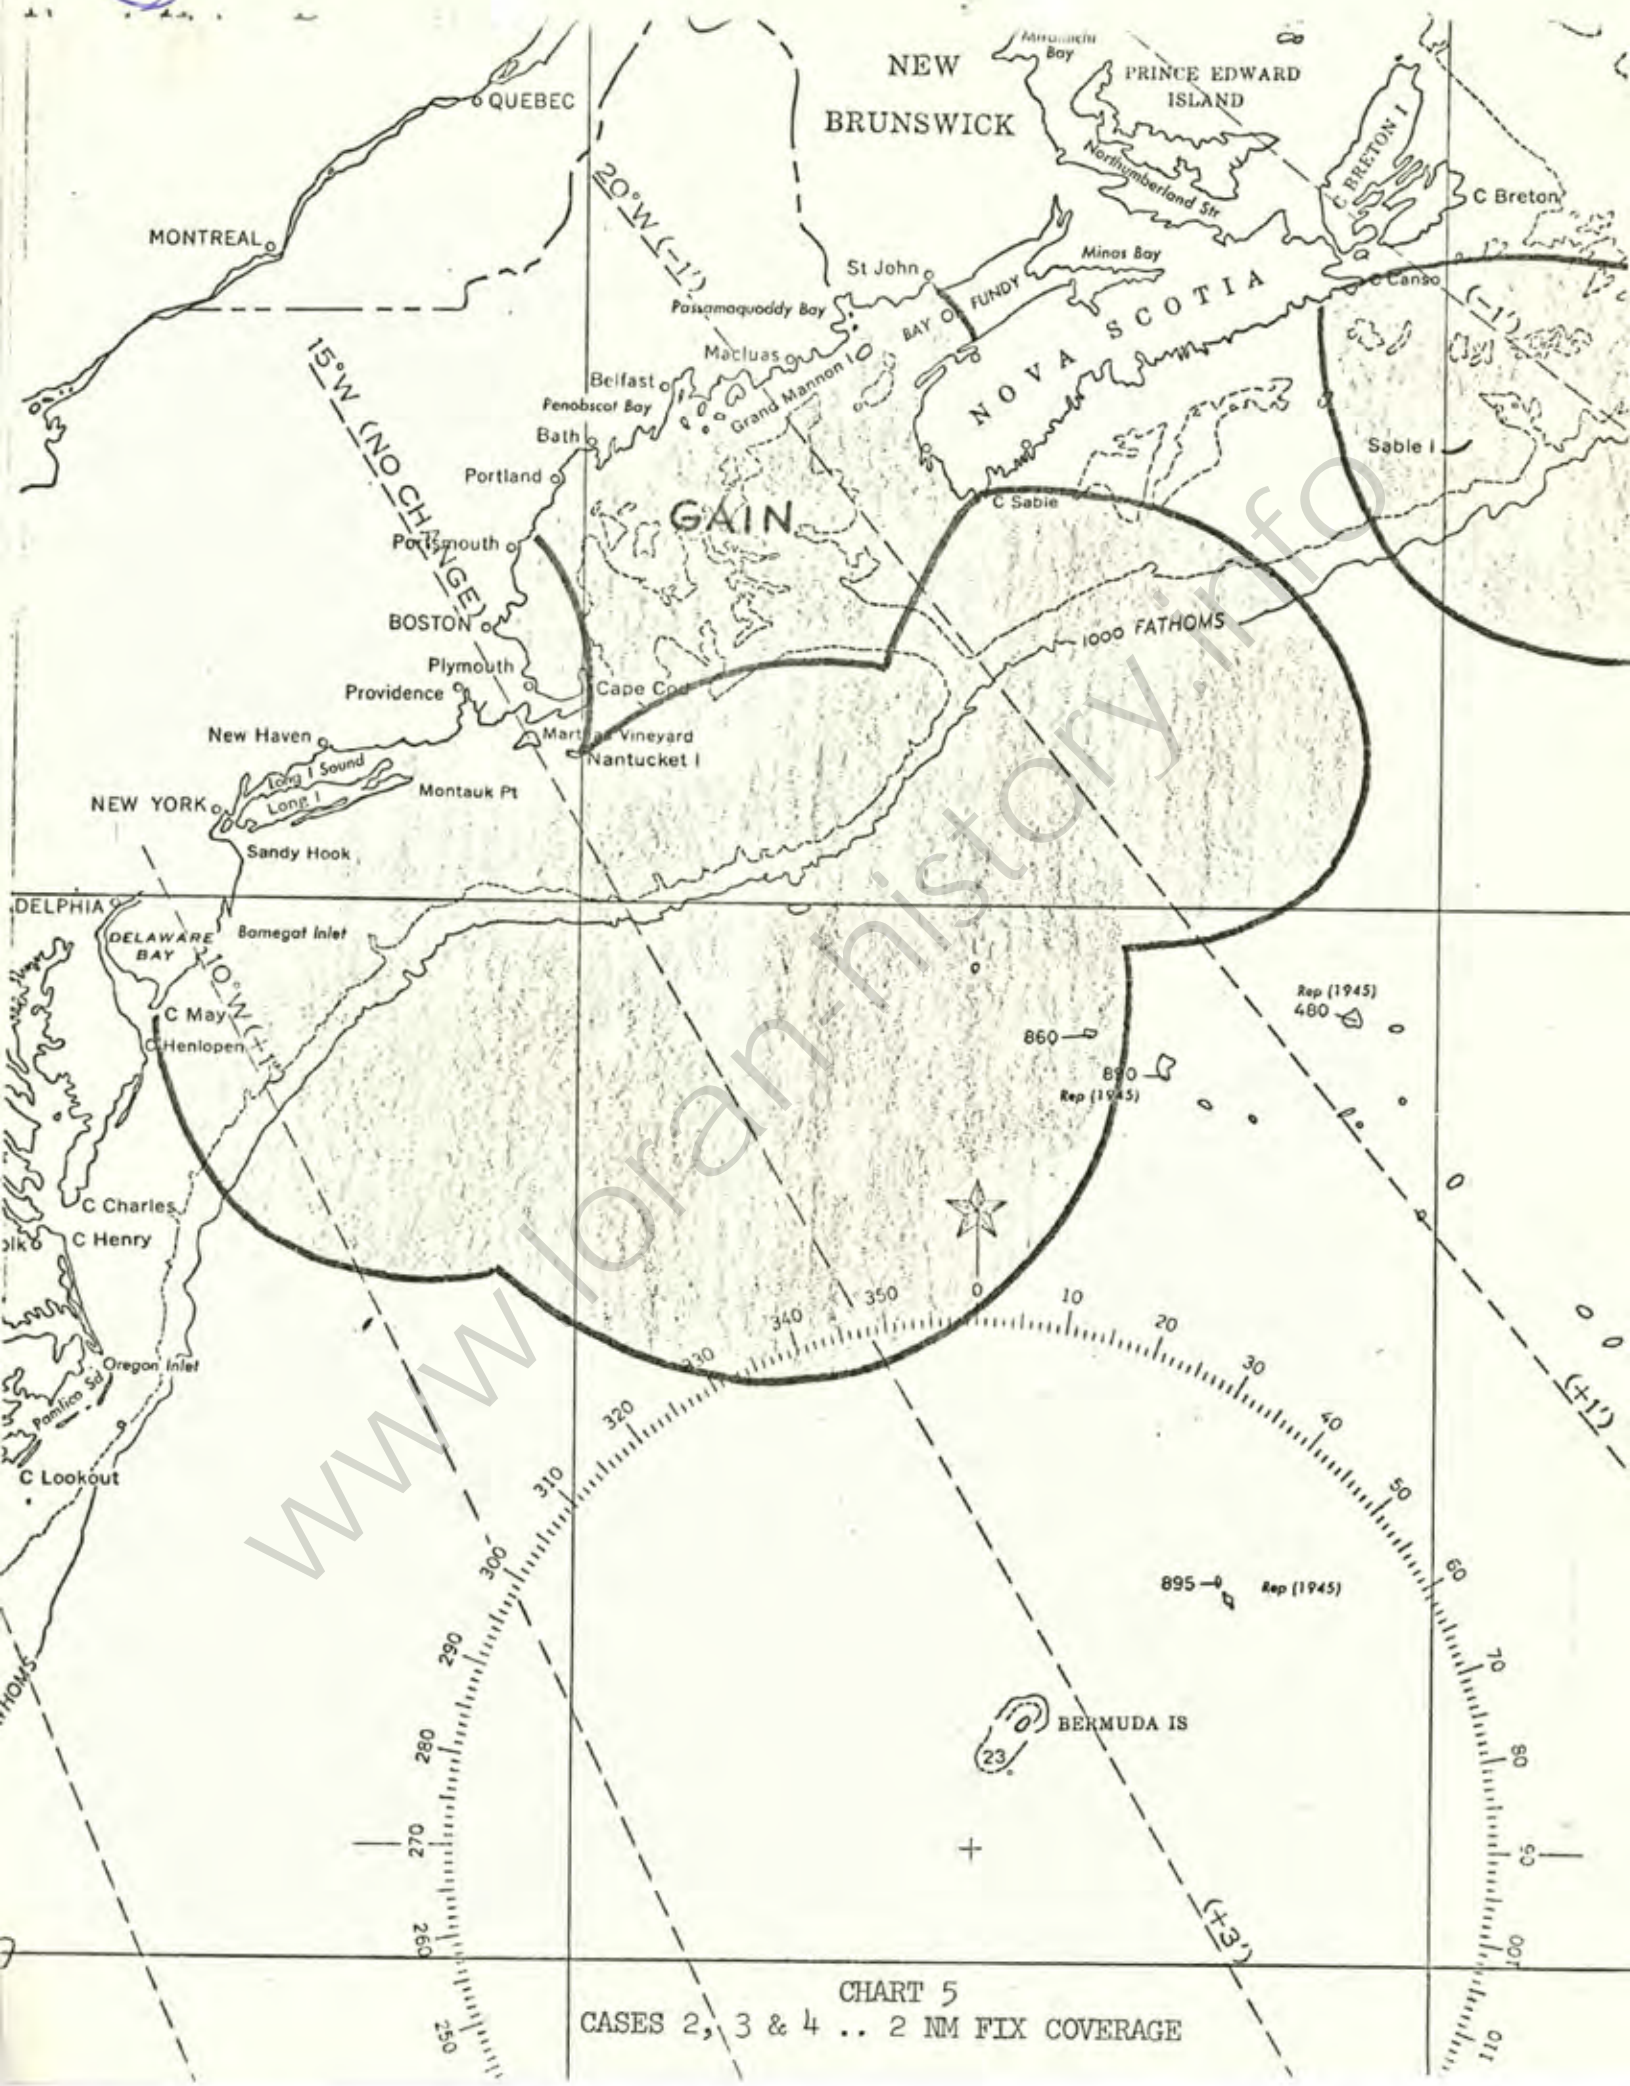 Miramichi
Bay
NEW
BRUNSWICK
PRINCE EDWARD
ISLAND
QUEBEC
C BRETON I
Northumberland Str
C Breton
20°W (-1')
MONTREAL
Minas Bay
St John
BAY O FUNDY
C Canso
(-1')
Passamaquoddy Bay
NOVA SCOTIA
15°W (NO CHANGE)
Macluas
Grand Mannon I
Belfast
Penobscot Bay
Bath
Sable I
Portland
GAIN
C Sable
Portsmouth
BOSTON
1000 FATHOMS
Plymouth
Providence
Cape Cod
New Haven
Marthas Vineyard
Nantucket I
Long I Sound
Long I
Montauk Pt
NEW YORK
Sandy Hook
DELPHIA
DELAWARE
BAY
Barnegat Inlet
10°W (+1')
C May
C Henlopen
Rep (1945)
480
860
890
Rep (1945)
C Charles
olk
C Henry
350
0
10
340
20
330
30
Oregon Inlet
Pamlico Sd
320
40
(+1')
C Lookout
310
50
300
60
895
Rep (1945)
290
70
HOMS
BERMUDA IS
23
280
80
270
90
(+3')
260
100
250
110
CHART 5
CASES 2, 3 & 4 .. 2 NM FIX COVERAGE
www.loran-history.info